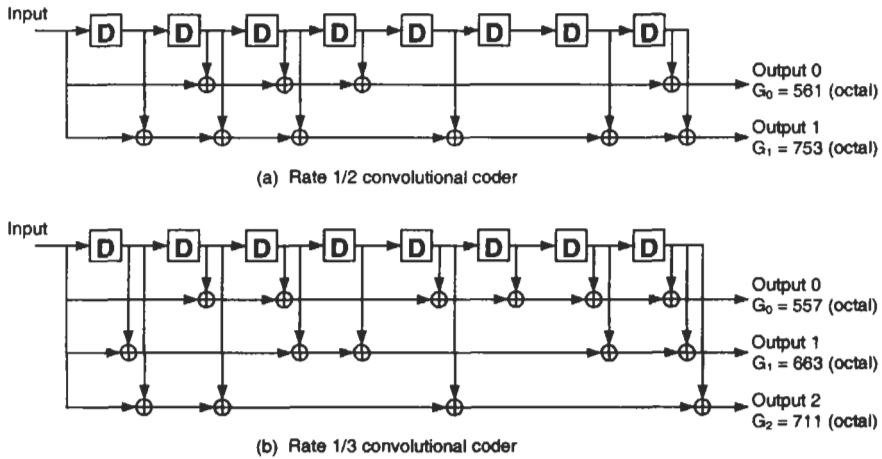 Input
D D D D D D D D
Output 0
G₀ = 561 (octal)
Output 1
G₁ = 753 (octal)
(a) Rate 1/2 convolutional coder
Input
D D D D D D D D
Output 0
G₀ = 557 (octal)
Output 1
G₁ = 663 (octal)
Output 2
G₂ = 711 (octal)
(b) Rate 1/3 convolutional coder